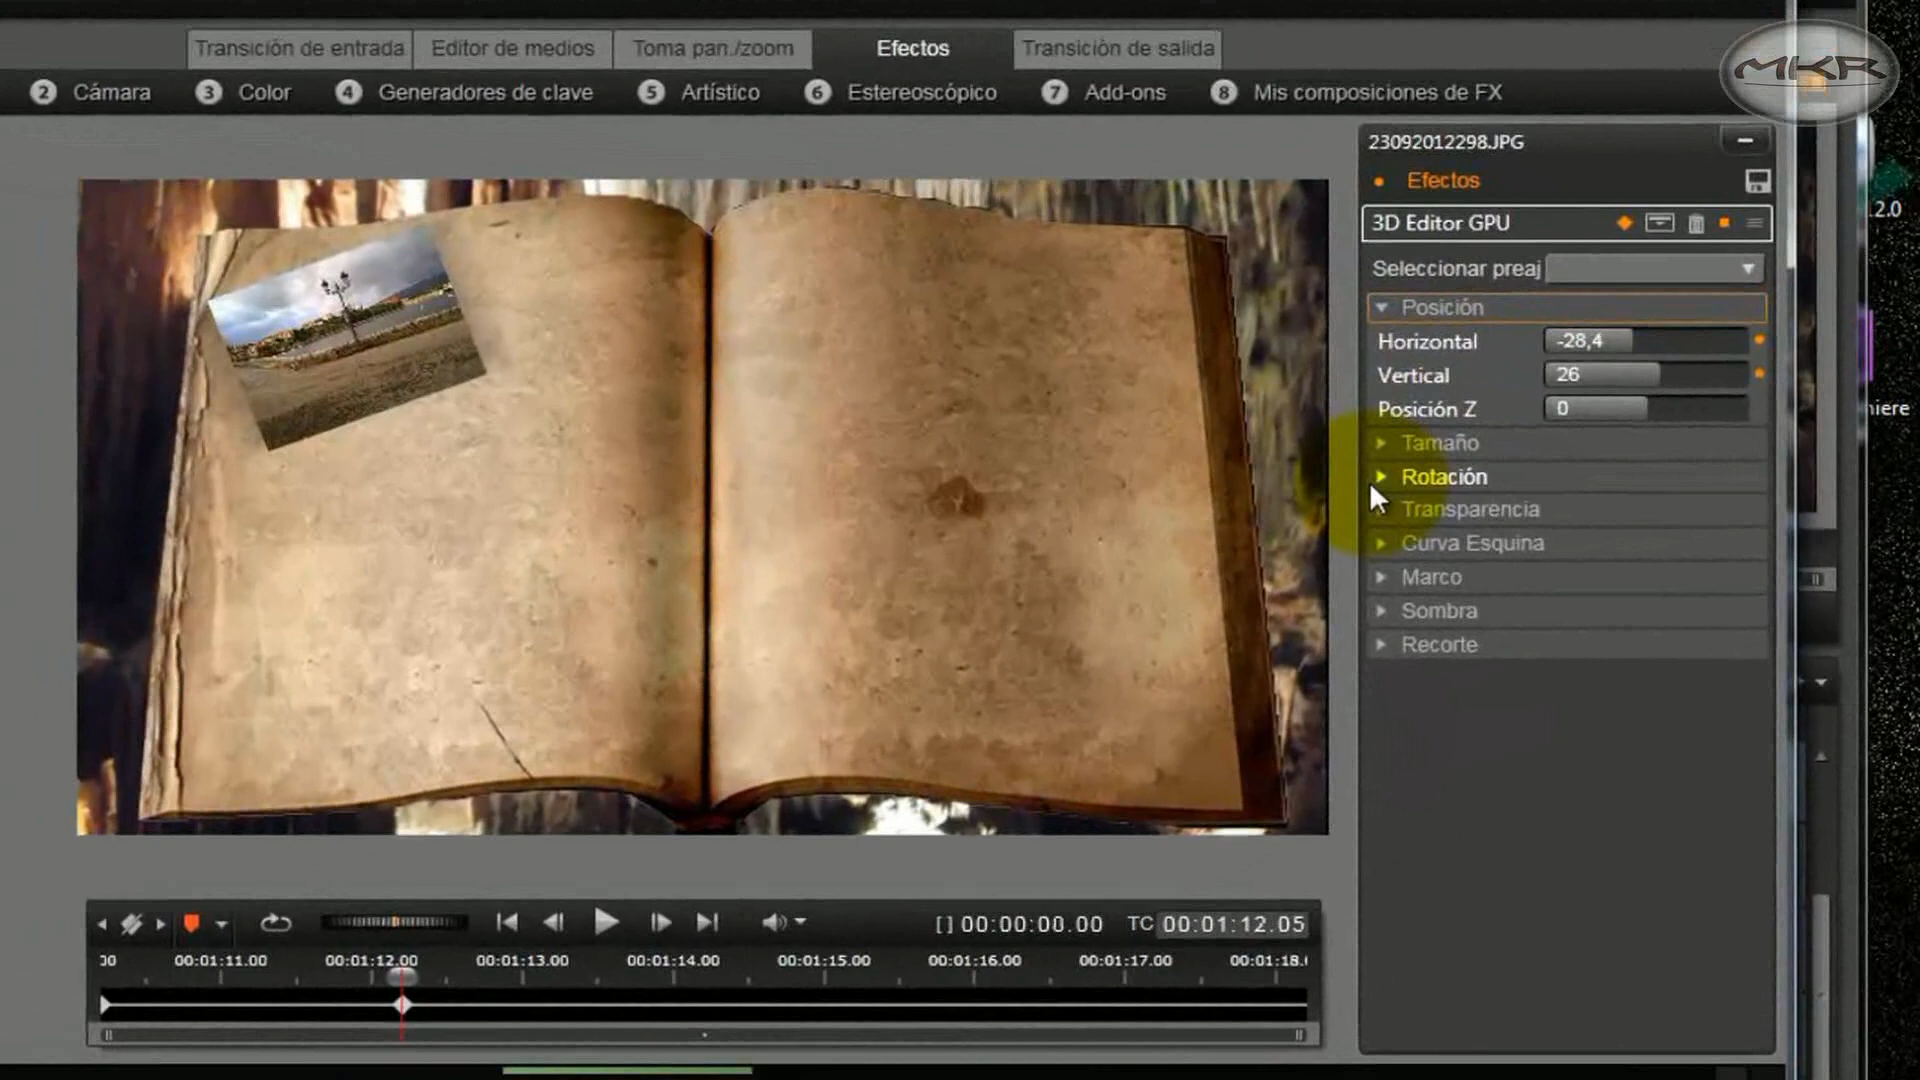 Transición de entrada
Editor de medios
Toma pan./zoom
Efectos
Transición de salida
2 Cámara
3 Color
4 Generadores de clave
5 Artístico
6 Estereoscópico
7 Add-ons
8 Mis composiciones de FX
MKR
23092012298.JPG
Efectos
3D Editor GPU
Seleccionar preaj
Posición
Horizontal -28,4
Vertical 26
Posición Z 0
Tamaño
Rotación
Transparencia
Curva Esquina
Marco
Sombra
Recorte
2.0
niere
[] 00:00:08.00 TC 00:01:12.05
00 00:01:11.00 00:01:12.00 00:01:13.00 00:01:14.00 00:01:15.00 00:01:16.00 00:01:17.00 00:01:18.